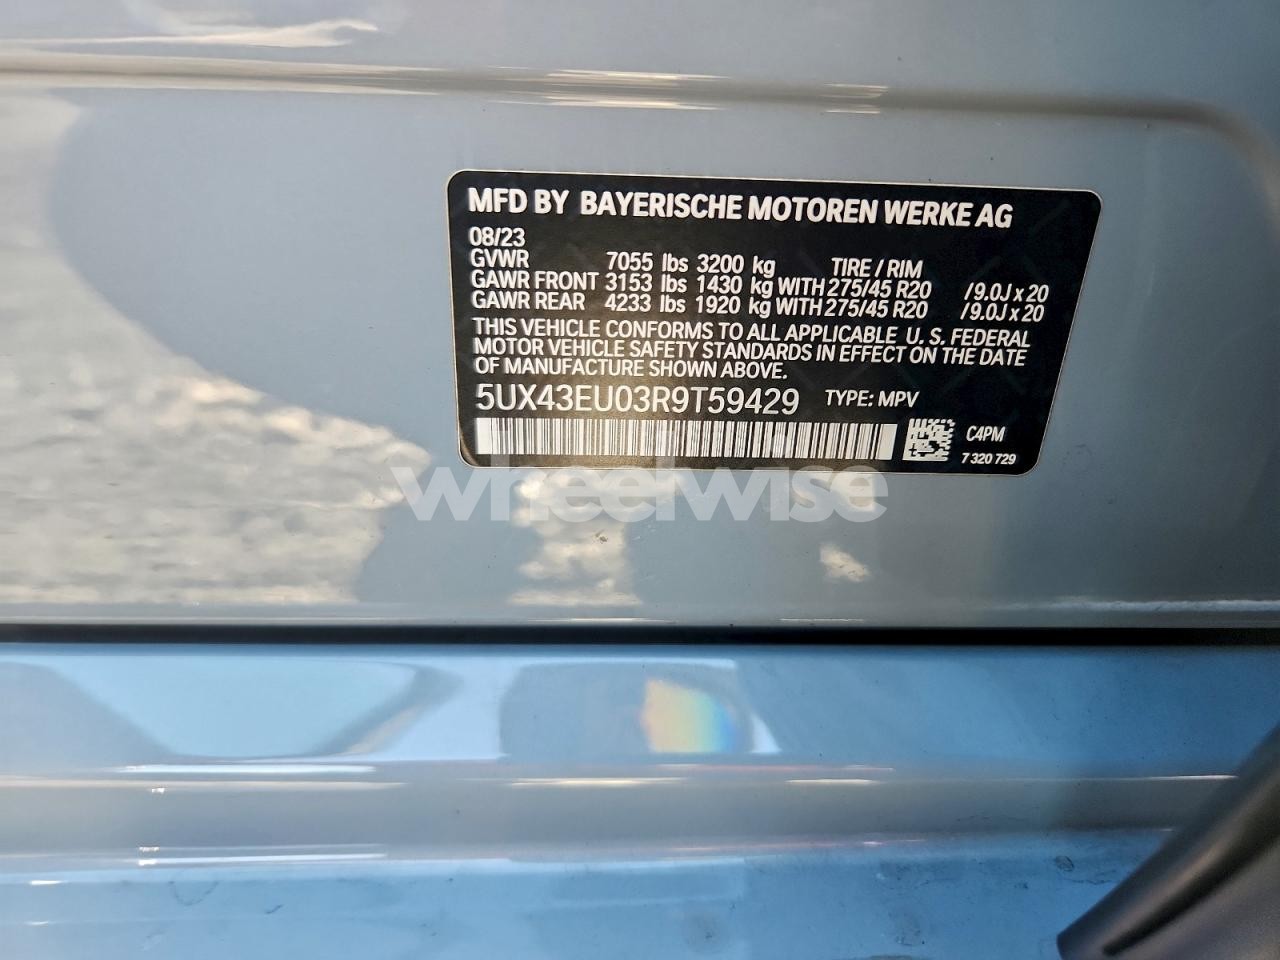 MFD BY BAYERISCHE MOTOREN WERKE AG
08/23
GVWR 7055 lbs 3200 kg TIRE / RIM
GAWR FRONT 3153 lbs 1430 kg WITH 275/45 R20 /9.0J x 20
GAWR REAR 4233 lbs 1920 kg WITH 275/45 R20 /9.0J x 20
THIS VEHICLE CONFORMS TO ALL APPLICABLE U. S. FEDERAL
MOTOR VEHICLE SAFETY STANDARDS IN EFFECT ON THE DATE
OF MANUFACTURE SHOWN ABOVE.
5UX43EU03R9T59429 TYPE: MPV
C4PM
7 320 729
wheelwise